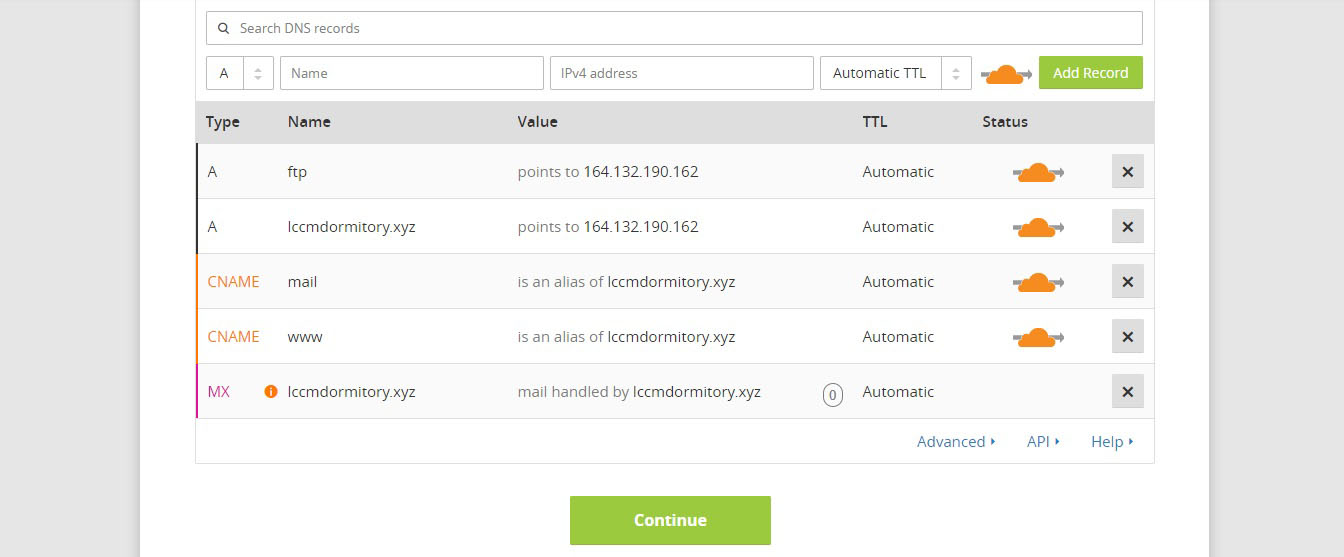 Search DNS records
A Name IPv4 address Automatic TTL Add Record
Type Name Value TTL Status
A ftp points to 164.132.190.162 Automatic ×
A lccmdormitory.xyz points to 164.132.190.162 Automatic ×
CNAME mail is an alias of lccmdormitory.xyz Automatic ×
CNAME www is an alias of lccmdormitory.xyz Automatic ×
MX i lccmdormitory.xyz mail handled by lccmdormitory.xyz 0 Automatic ×
Advanced API Help
Continue